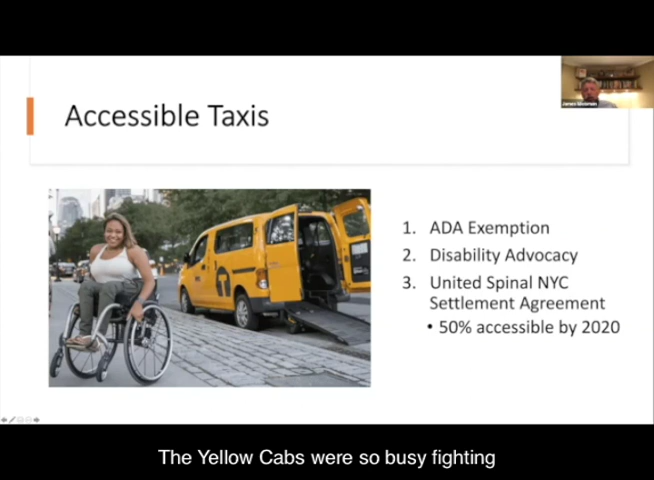 Accessible Taxis
1. ADA Exemption
2. Disability Advocacy
3. United Spinal NYC
Settlement Agreement
• 50% accessible by 2020
The Yellow Cabs were so busy fighting